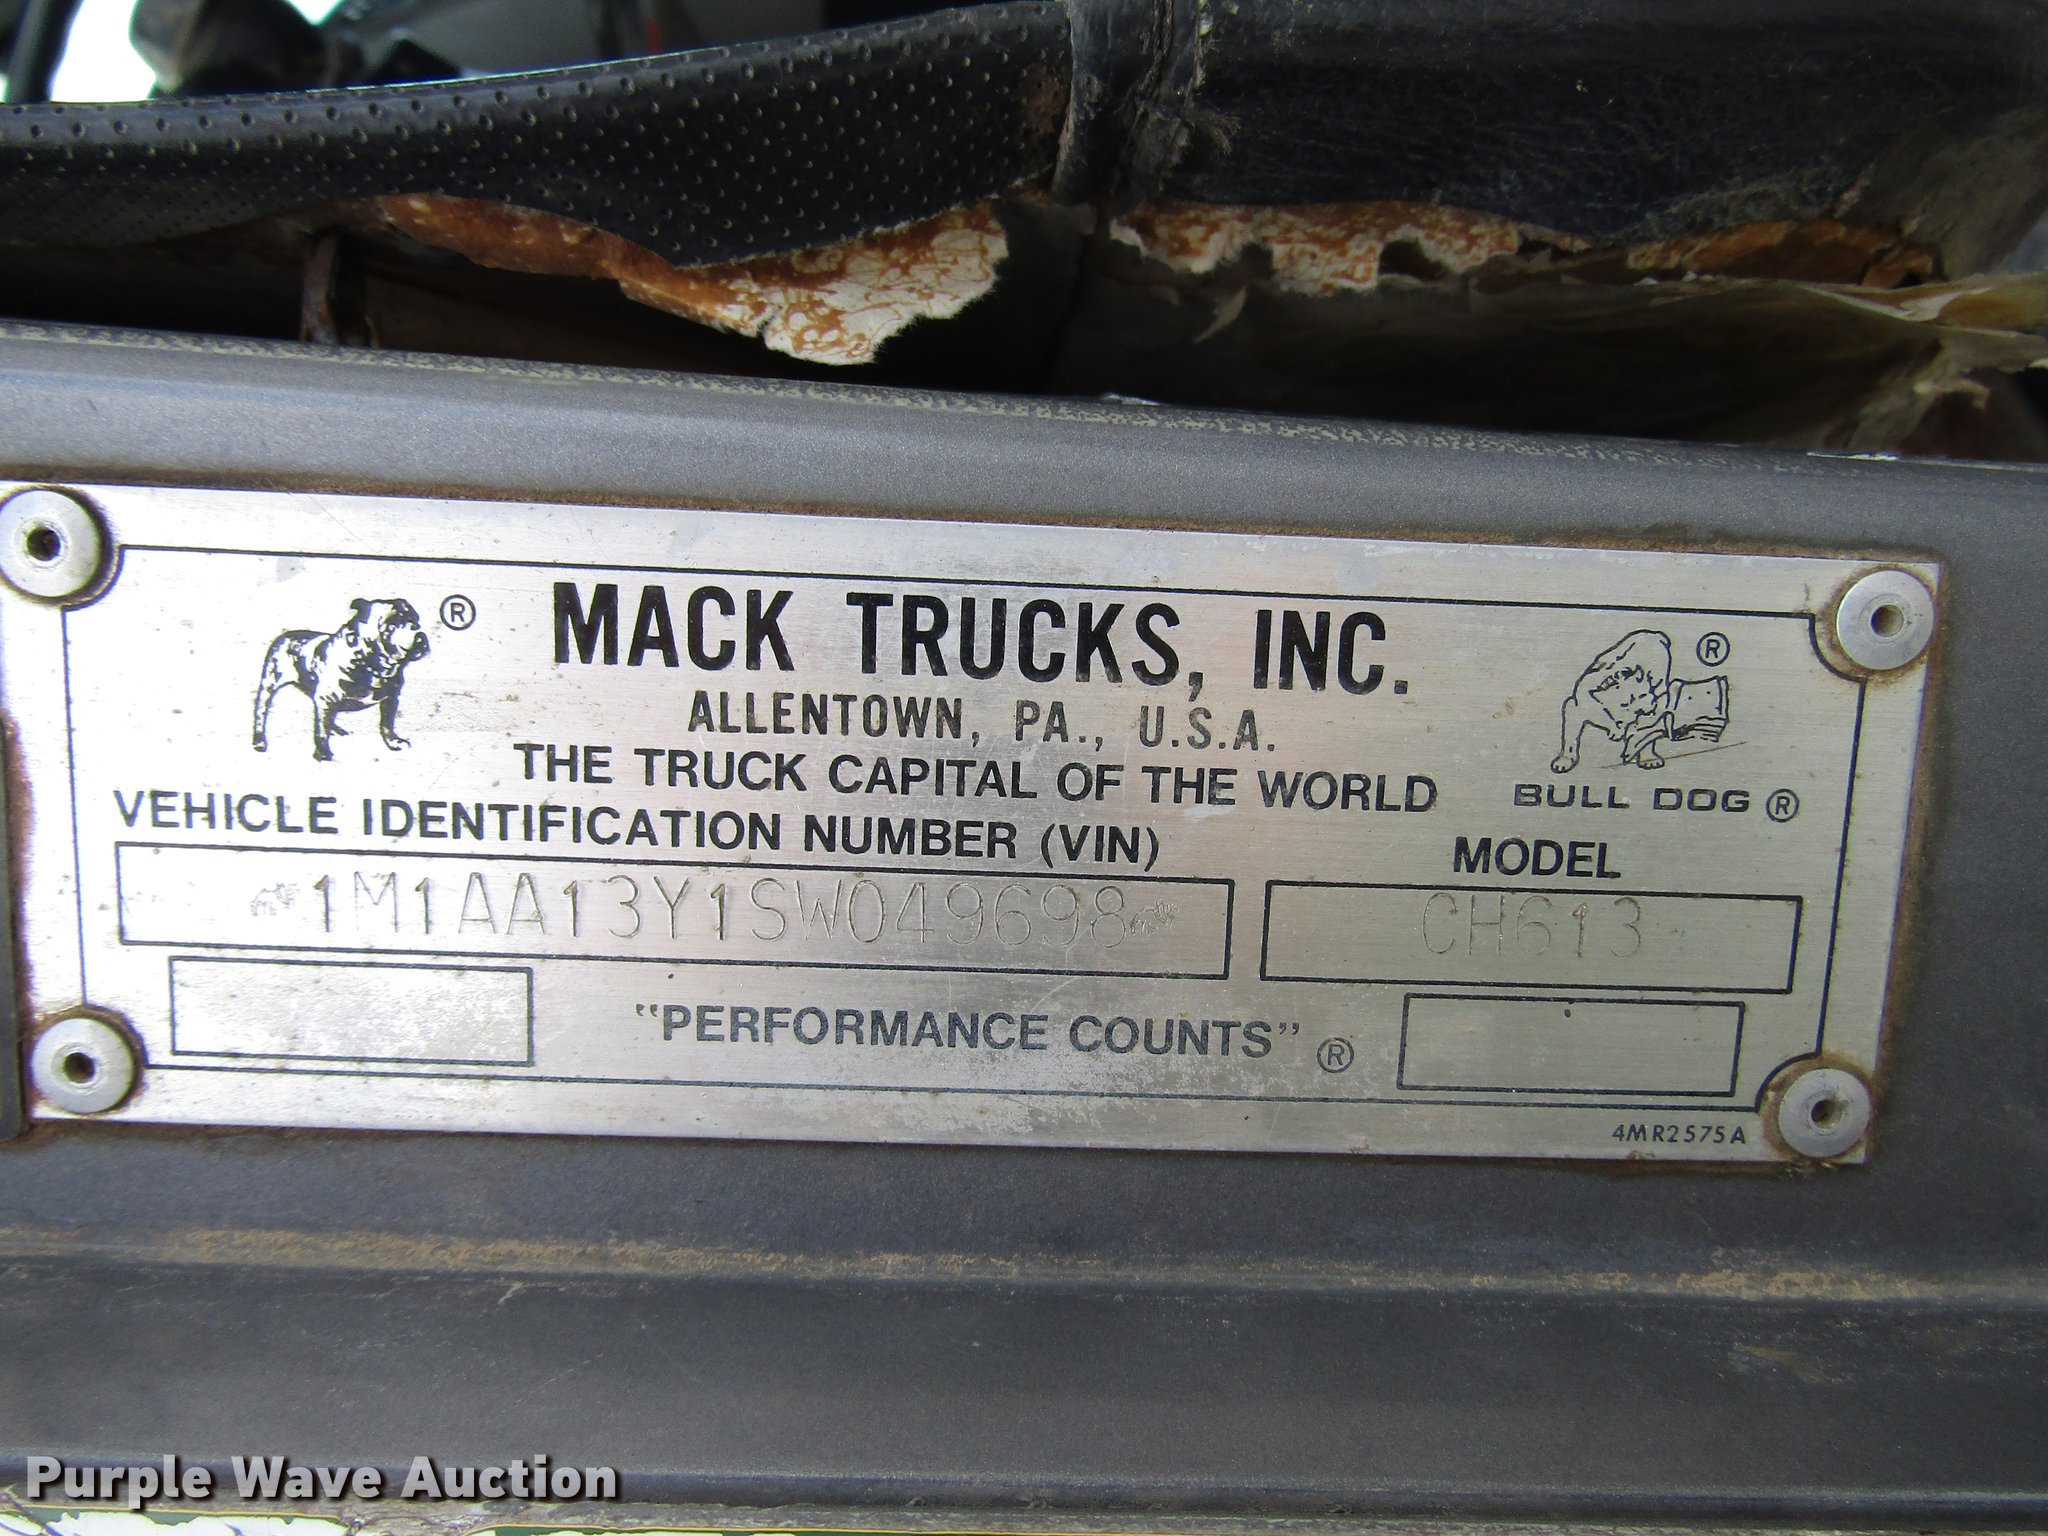 ® MACK TRUCKS, INC. ®
ALLENTOWN, PA., U.S.A.
THE TRUCK CAPITAL OF THE WORLD
BULL DOG ®
VEHICLE IDENTIFICATION NUMBER (VIN)
MODEL
1M1AA13Y1SW049698
CH613
"PERFORMANCE COUNTS" ®
4MR2575A
Purple Wave Auction